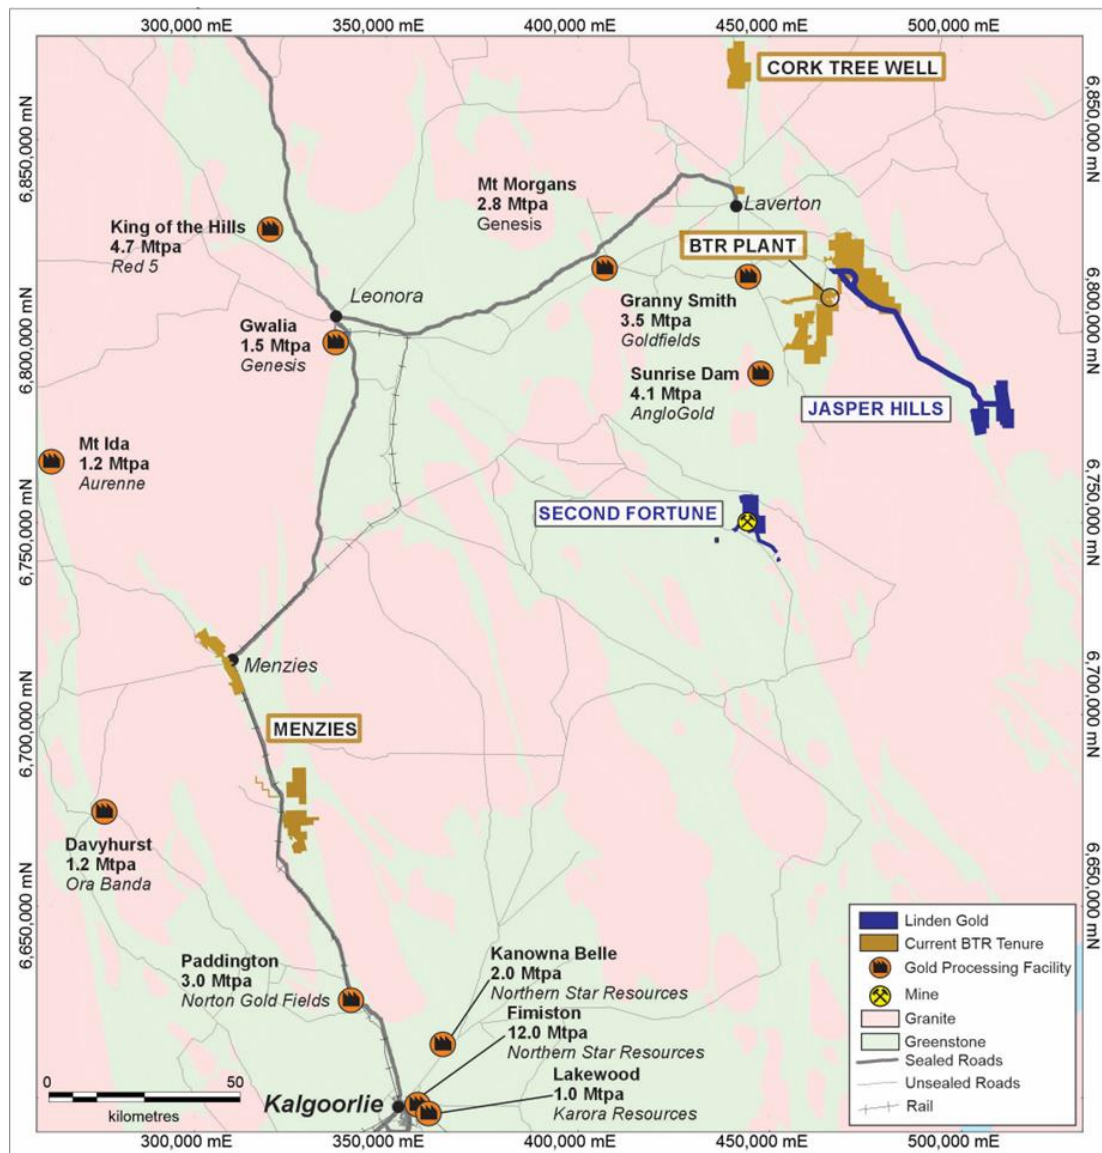 300,000 mE
350,000 mE
400,000 mE
450,000 mE
500,000 mE
6,850,000 mN
6,800,000 mN
6,750,000 mN
6,700,000 mN
6,650,000 mN
6,850,000 mN
6,800,000 mN
6,750,000 mN
6,700,000 mN
6,650,000 mN
CORK TREE WELL
Mt Morgans
2.8 Mtpa
Genesis
Laverton
King of the Hills
4.7 Mtpa
Red 5
BTR PLANT
Leonora
Granny Smith
3.5 Mtpa
Goldfields
Gwalia
1.5 Mtpa
Genesis
Sunrise Dam
4.1 Mtpa
AngloGold
JASPER HILLS
Mt Ida
1.2 Mtpa
Aurenne
SECOND FORTUNE
Menzies
MENZIES
Davyhurst
1.2 Mtpa
Ora Banda
Paddington
3.0 Mtpa
Norton Gold Fields
Kanowna Belle
2.0 Mtpa
Northern Star Resources
Fimiston
12.0 Mtpa
Northern Star Resources
Lakewood
1.0 Mtpa
Karora Resources
Kalgoorlie
Linden Gold
Current BTR Tenure
Gold Processing Facility
Mine
Granite
Greenstone
Sealed Roads
Unsealed Roads
Rail
0
50
kilometres
300,000 mE
350,000 mE
400,000 mE
450,000 mE
500,000 mE